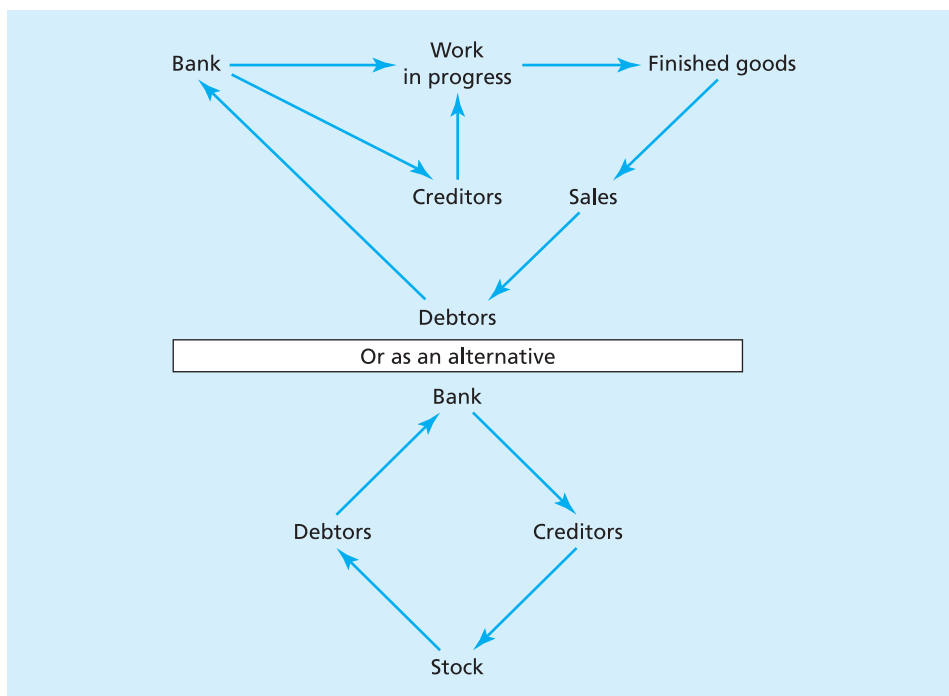 Bank
Work
in progress
Finished goods
Creditors
Sales
Debtors
Or as an alternative
Bank
Debtors
Creditors
Stock